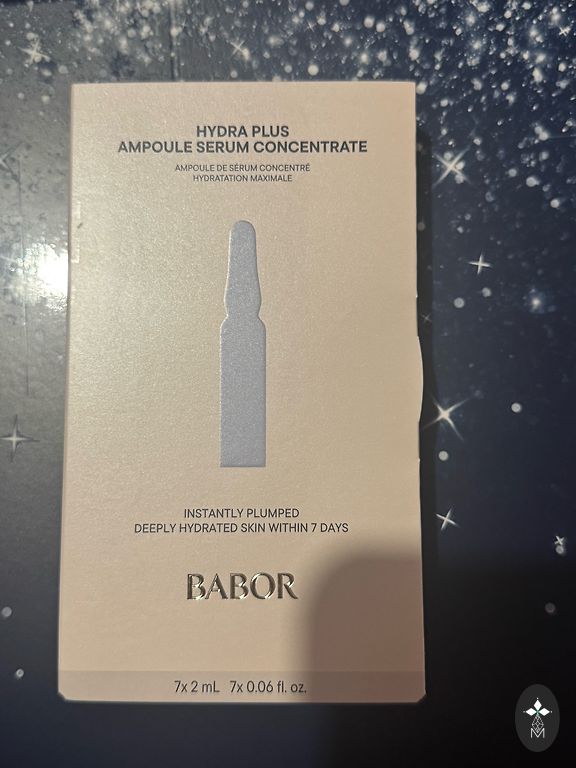 HYDRA PLUS
AMPOULE SERUM CONCENTRATE
AMPOULE DE SÉRUM CONCENTRÉ
HYDRATATION MAXIMALE
INSTANTLY PLUMPED
DEEPLY HYDRATED SKIN WITHIN 7 DAYS
BABOR
7x 2 mL 7x 0.06 fl. oz.